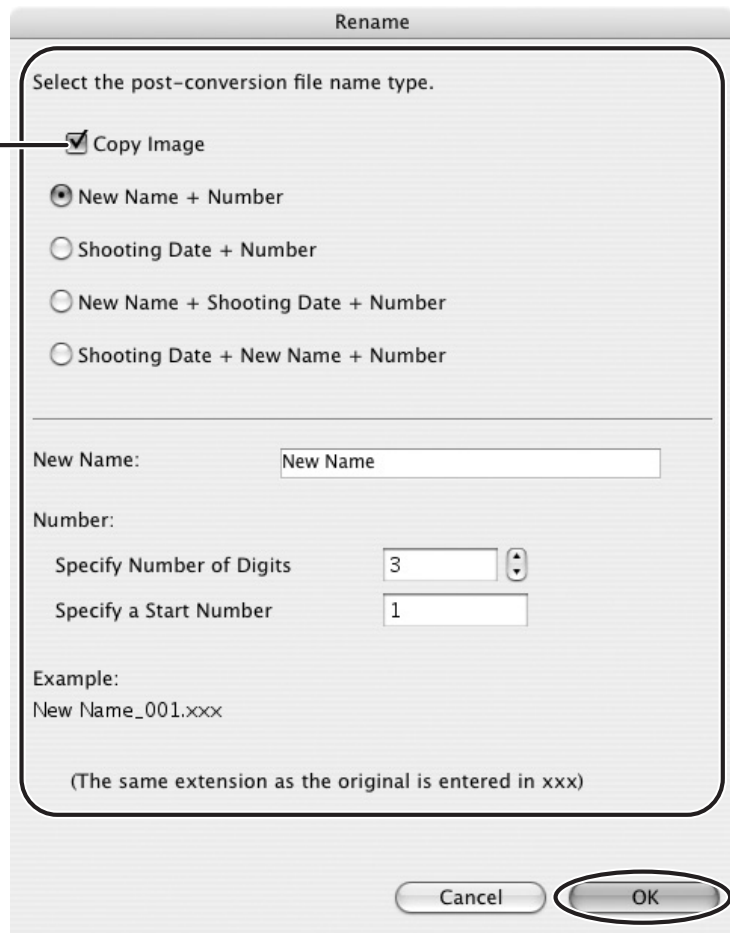 Rename
Select the post-conversion file name type.
Copy Image
New Name + Number
Shooting Date + Number
New Name + Shooting Date + Number
Shooting Date + New Name + Number
New Name: New Name
Number:
Specify Number of Digits 3
Specify a Start Number 1
Example:
New Name_001.xxx
(The same extension as the original is entered in xxx)
Cancel OK